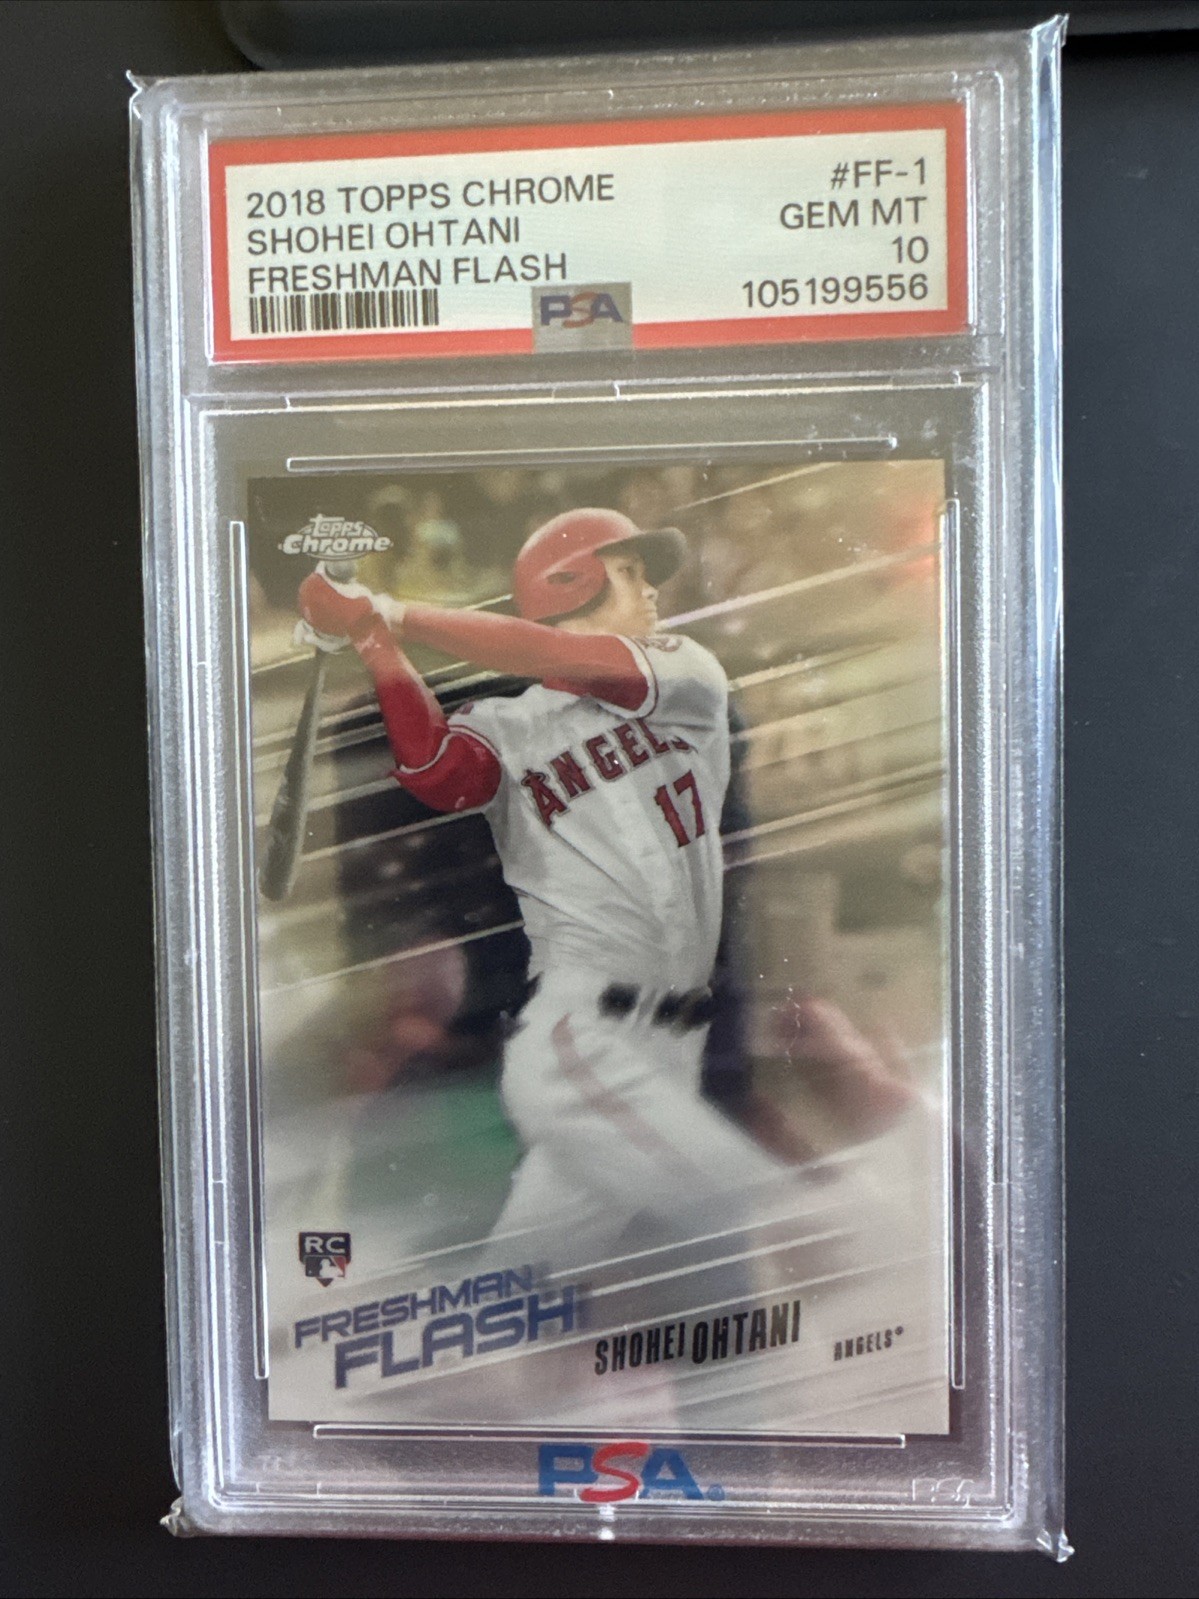 2018 TOPPS CHROME #FF-1
SHOHEI OHTANI GEM MT
FRESHMAN FLASH 10
105199556
PSA
Topps
Chrome
ANGELS
17
RC
FRESHMAN
FLASH
SHOHEI OHTANI
ANGELS®
PSA®
PSA